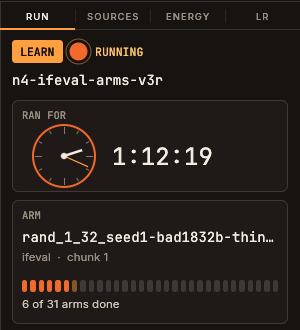 RUN SOURCES ENERGY LR
LEARN RUNNING
n4-ifeval-arms-v3r
RAN FOR
1:12:19
ARM
rand_1_32_seed1-bad1832b-thin…
ifeval · chunk 1
6 of 31 arms done